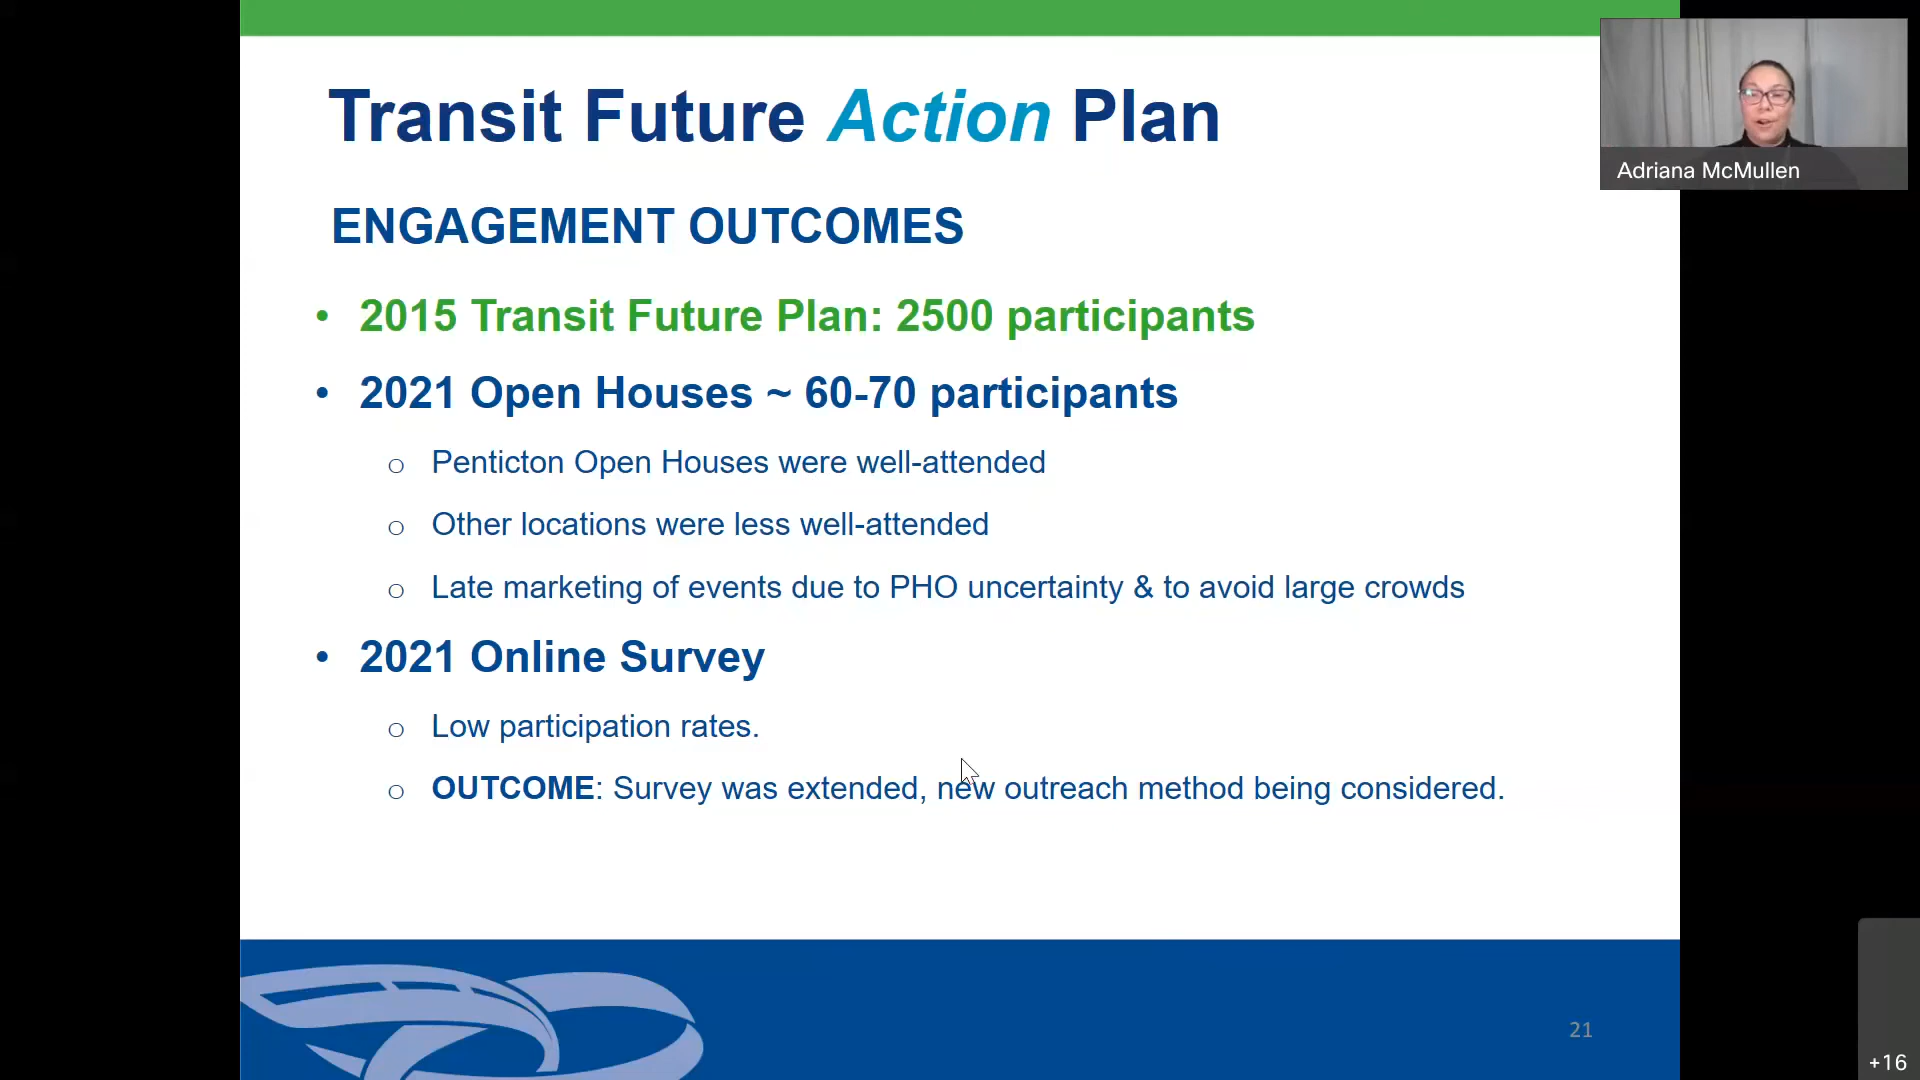 Transit Future Action Plan
Adriana McMullen
ENGAGEMENT OUTCOMES
• 2015 Transit Future Plan: 2500 participants
• 2021 Open Houses ~ 60-70 participants
o Penticton Open Houses were well-attended
o Other locations were less well-attended
o Late marketing of events due to PHO uncertainty & to avoid large crowds
• 2021 Online Survey
o Low participation rates.
o OUTCOME: Survey was extended, new outreach method being considered.
21
+16